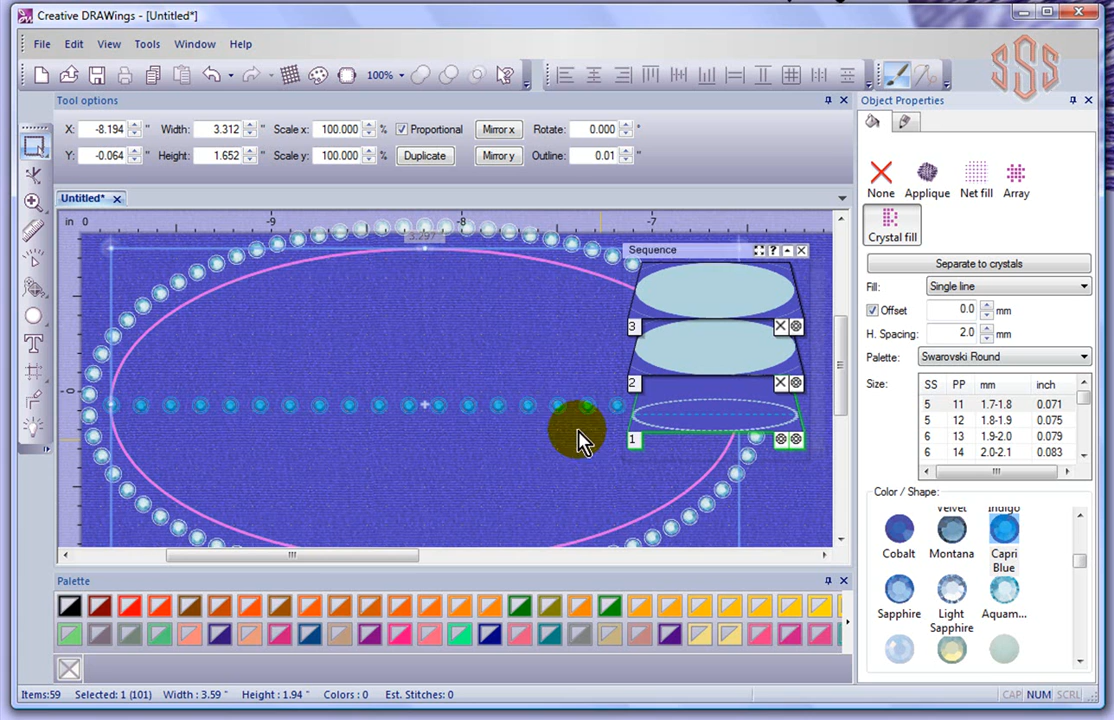 Creative DRAWings - [Untitled*]
File Edit View Tools Window Help
100%
SSS
Tool options
X: -8.194 " Width: 3.312 " Scale x: 100.000 % Proportional Mirror x Rotate: 0.000 °
Y: -0.064 " Height: 1.652 " Scale y: 100.000 % Duplicate Mirror y Outline: 0.01 "
Untitled*
in 0 -9 -8 -7
3.297
0
Sequence
3
2
1
Object Properties
None Applique Net fill Array
Crystal fill
Separate to crystals
Fill: Single line
Offset 0.0 mm
H. Spacing: 2.0 mm
Palette: Swarovski Round
Size: SS PP mm inch
5 11 1.7-1.8 0.071
5 12 1.8-1.9 0.075
6 13 1.9-2.0 0.079
6 14 2.0-2.1 0.083
Color / Shape:
Velvet Indigo
Cobalt Montana Capri Blue
Sapphire Light Sapphire Aquam...
Palette
Items:59 Selected: 1 (101) Width : 3.59 " Height : 1.94 " Colors : 0 Est. Stitches: 0 CAP NUM SCRL